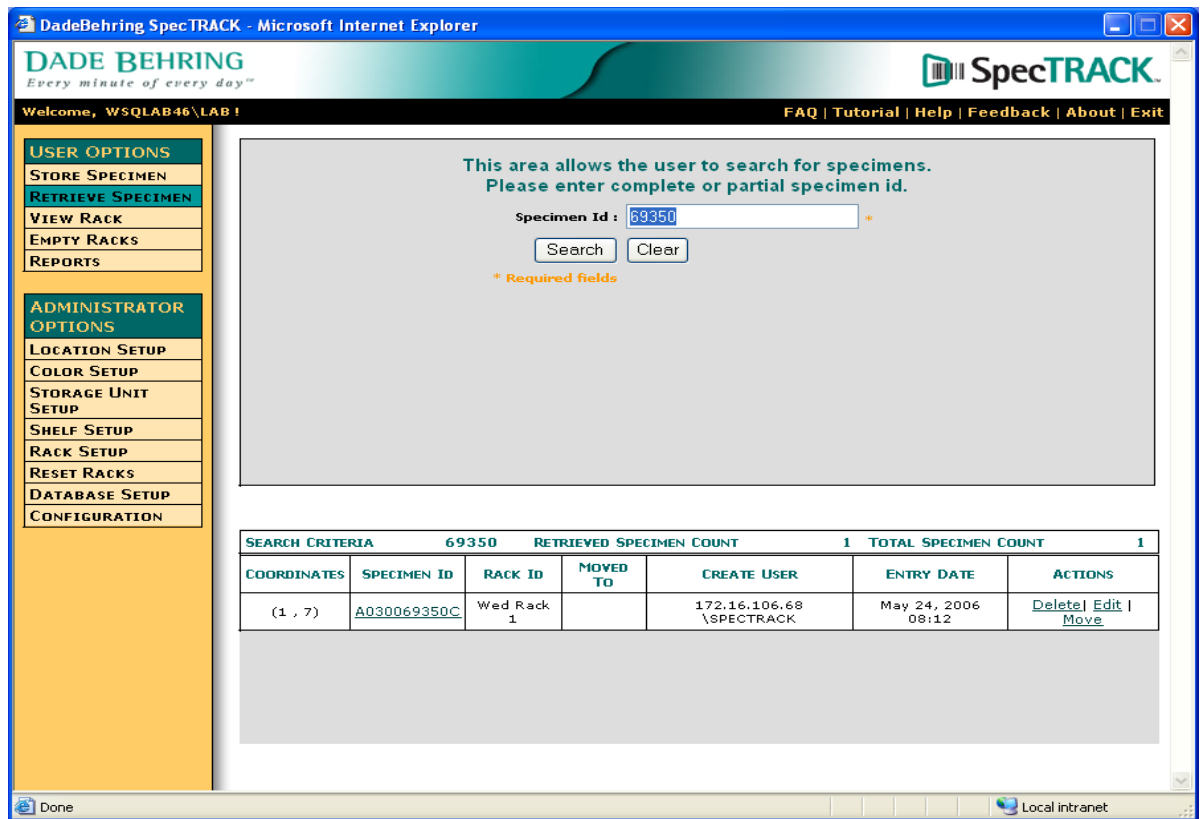 DadeBehring SpecTRACK - Microsoft Internet Explorer
DADE BEHRING
Every minute of every day℠
SpecTRACK™
Welcome, WSQLAB46\LAB !
FAQ | Tutorial | Help | Feedback | About | Exit
USER OPTIONS
STORE SPECIMEN
RETRIEVE SPECIMEN
VIEW RACK
EMPTY RACKS
REPORTS
ADMINISTRATOR
OPTIONS
LOCATION SETUP
COLOR SETUP
STORAGE UNIT
SETUP
SHELF SETUP
RACK SETUP
RESET RACKS
DATABASE SETUP
CONFIGURATION
This area allows the user to search for specimens.
Please enter complete or partial specimen id.
Specimen Id : 69350 *
Search Clear
* Required fields
SEARCH CRITERIA 69350 RETRIEVED SPECIMEN COUNT 1 TOTAL SPECIMEN COUNT 1
COORDINATES SPECIMEN ID RACK ID MOVED TO CREATE USER ENTRY DATE ACTIONS
(1 , 7) A030069350C Wed Rack 1 172.16.106.68 \SPECTRACK May 24, 2006 08:12 Delete| Edit | Move
Done
Local intranet